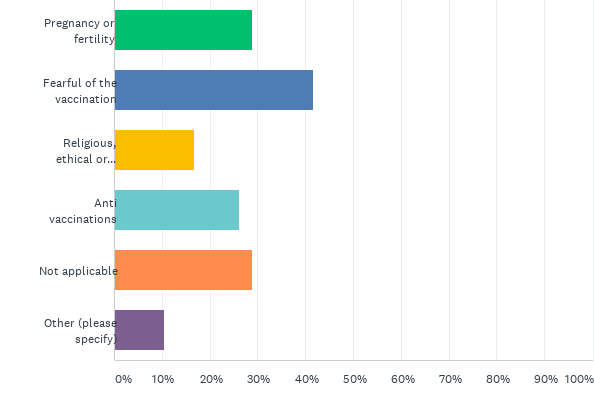 Pregnancy or
fertility
Fearful of the
vaccination
Religious,
ethical or...
Anti
vaccinations
Not applicable
Other (please
specify)
0% 10% 20% 30% 40% 50% 60% 70% 80% 90% 100%